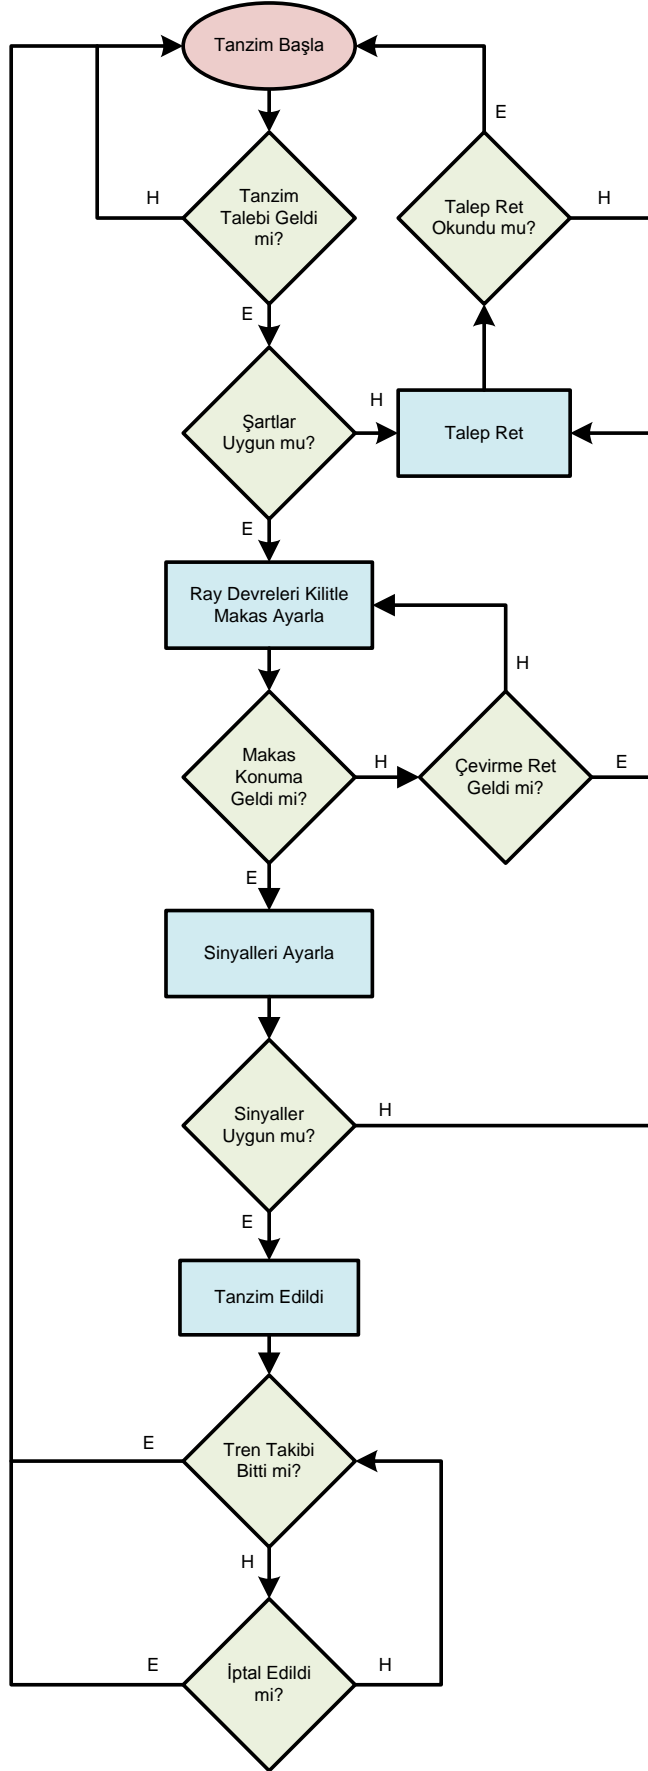 Tanzim Başla
E
H
Tanzim
Talebi Geldi
mi?
Talep Ret
Okundu mu?
H
E
Şartlar
Uygun mu?
H
Talep Ret
E
Ray Devreleri Kilitle
Makas Ayarla
H
Makas
Konuma
Geldi mi?
H
Çevirme Ret
Geldi mi?
E
E
Sinyalleri Ayarla
Sinyaller
Uygun mu?
H
E
Tanzim Edildi
E
Tren Takibi
Bitti mi?
H
E
İptal Edildi
mi?
H